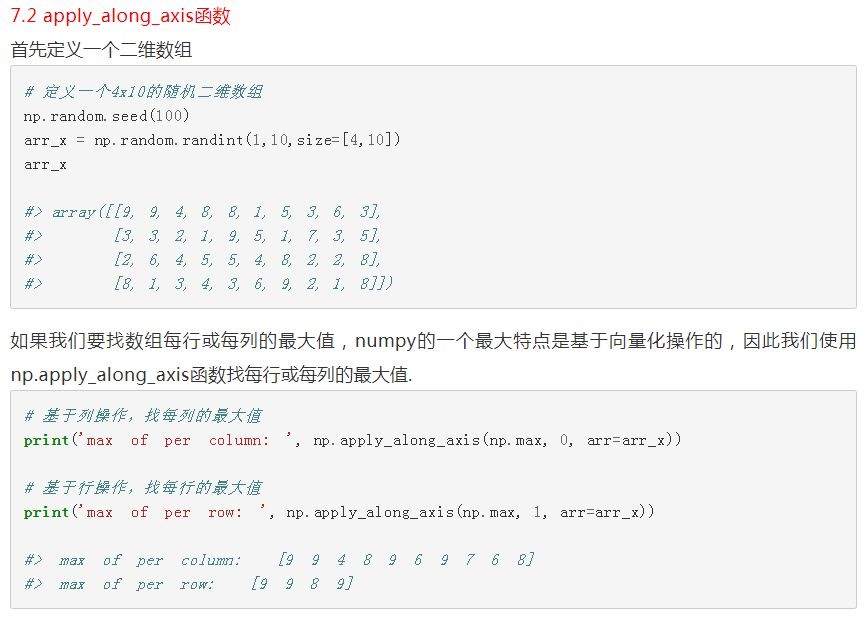 7.2 apply_along_axis函数
首先定义一个二维数组
# 定义一个4x10的随机二维数组
np.random.seed(100)
arr_x = np.random.randint(1,10,size=[4,10])
arr_x
#> array([[9, 9, 4, 8, 8, 1, 5, 3, 6, 3],
#>        [3, 3, 2, 1, 9, 5, 1, 7, 3, 5],
#>        [2, 6, 4, 5, 5, 4, 8, 2, 2, 8],
#>        [8, 1, 3, 4, 3, 6, 9, 2, 1, 8]])
如果我们要找数组每行或每列的最大值，numpy的一个最大特点是基于向量化操作的，因此我们使用
np.apply_along_axis函数找每行或每列的最大值.
# 基于列操作，找每列的最大值
print('max of per column: ', np.apply_along_axis(np.max, 0, arr=arr_x))
# 基于行操作，找每行的最大值
print('max of per row: ', np.apply_along_axis(np.max, 1, arr=arr_x))
#> max of per column:  [9 9 4 8 9 6 9 7 6 8]
#> max of per row:  [9 9 8 9]